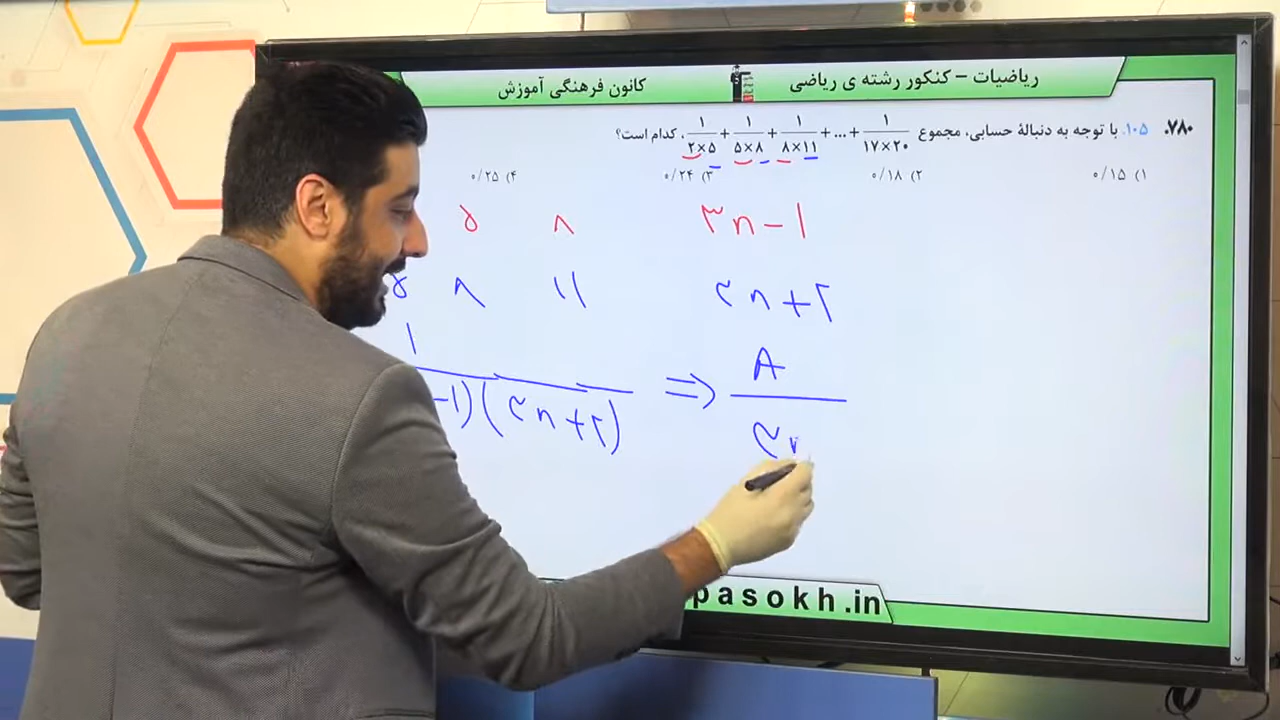 ریاضیات – کنکور رشته ی ریاضی
کانون فرهنگی آموزش
۷۸۰. ۱۰۵. با توجه به دنبالهٔ حسابی، مجموع ۱/(۱۷×۲۰) + ... + ۱/(۸×۱۱) + ۱/(۵×۸) + ۱/(۲×۵)، کدام است؟
۱) ۰/۱۵ ۲) ۰/۱۸ ۳) ۰/۲۴ ۴) ۰/۲۵
۵ ۸ ۳n-۱
۵ ۸ ۱۱ ۳n+۲
۱ A
-۱)(۳n+۲) ⇒ ۳n
pasokh.in